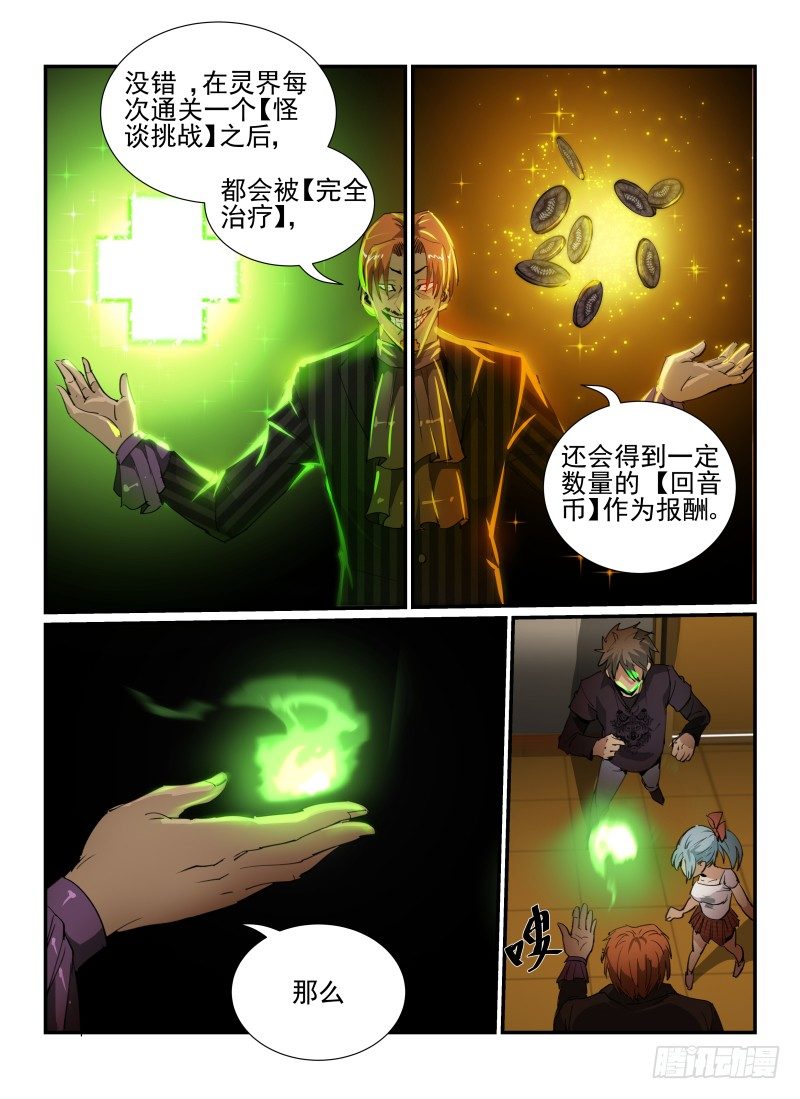 没错，在灵界每
次通关一个【怪
谈挑战】之后，
都会被【完全
治疗】，
还会得到一定
数量的【回音
币】作为报酬。
那么
嗖
腾讯动漫